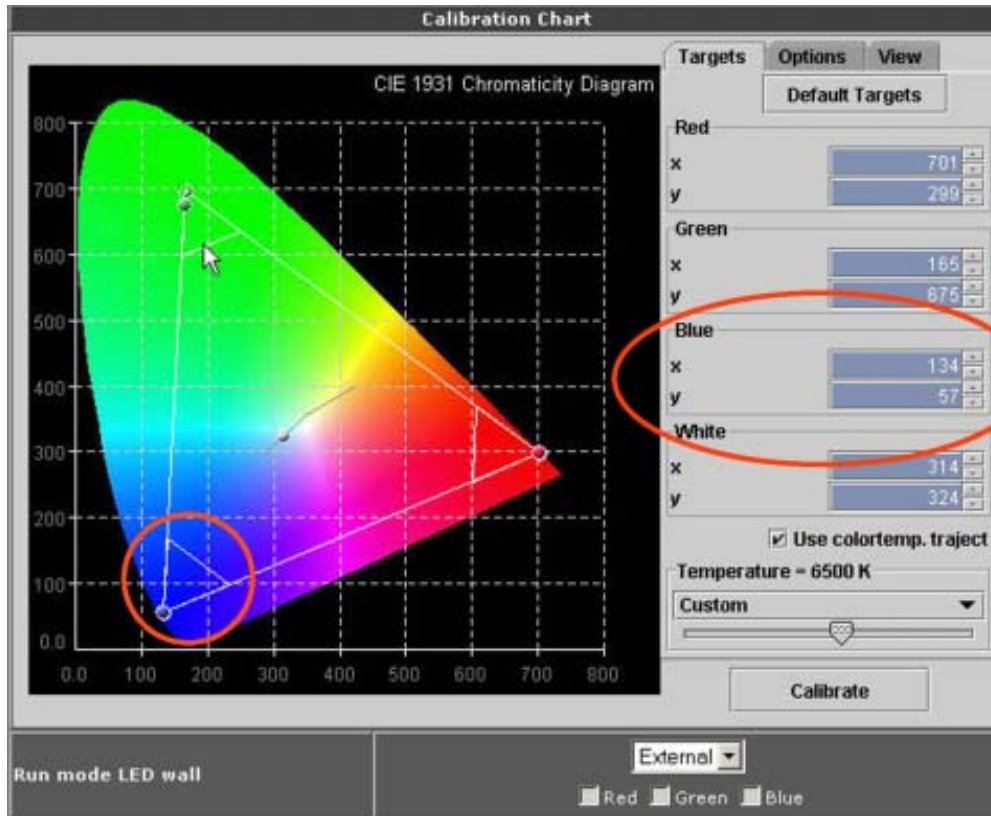 Calibration Chart
CIE 1931 Chromaticity Diagram
800
700
600
500
400
300
200
100
0.0
0.0 100 200 300 400 500 600 700 800
Targets Options View
Default Targets
Red
x 701
y 299
Green
x 165
y 675
Blue
x 134
y 57
White
x 314
y 324
Use colortemp. traject
Temperature = 6500 K
Custom
Calibrate
Run mode LED wall
External
Red Green Blue